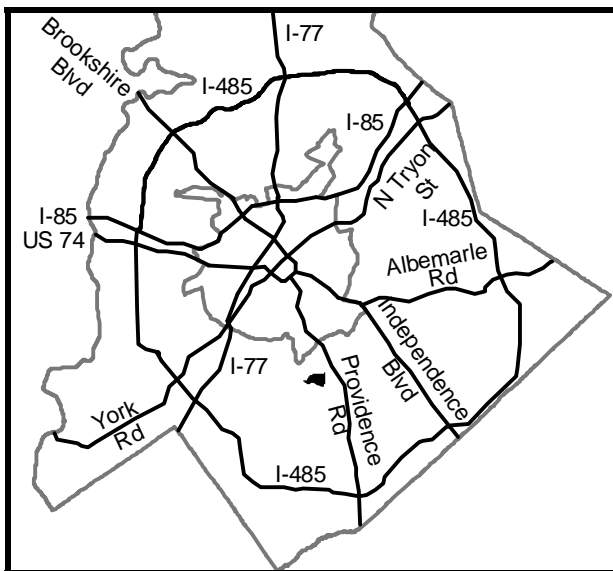 I-77
Brookshire
Blvd
I-485
I-85
N Tryon
St
I-85
US 74
I-485
Albemarle
Rd
Independence
Blvd
I-77
Providence
Rd
York
Rd
I-485